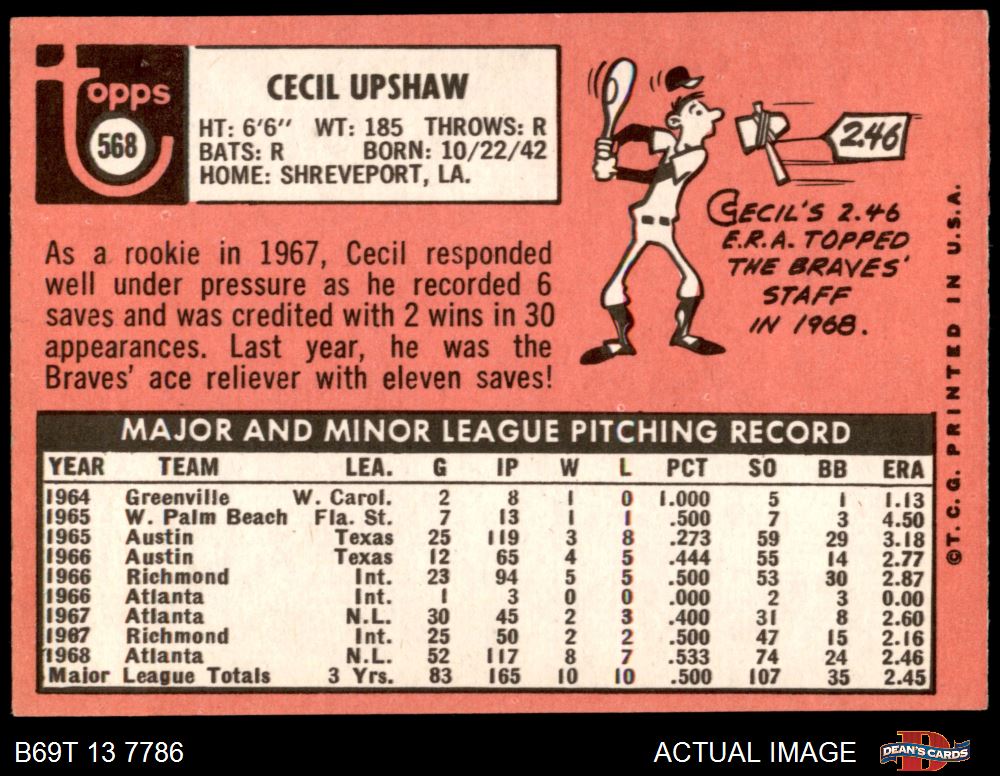 topps
568
CECIL UPSHAW
HT: 6'6" WT: 185 THROWS: R
BATS: R BORN: 10/22/42
HOME: SHREVEPORT, LA.
As a rookie in 1967, Cecil responded
well under pressure as he recorded 6
saves and was credited with 2 wins in 30
appearances. Last year, he was the
Braves' ace reliever with eleven saves!
2.46
CECIL'S 2.46
E.R.A. TOPPED
THE BRAVES'
STAFF
IN 1968.
©T. C. G. PRINTED IN U.S.A.
MAJOR AND MINOR LEAGUE PITCHING RECORD
YEAR TEAM LEA. G IP W L PCT SO BB ERA
1964 Greenville W. Carol. 2 8 1 0 1.000 5 1 1.13
1965 W. Palm Beach Fla. St. 7 13 1 1 .500 7 3 4.50
1965 Austin Texas 25 119 3 8 .273 59 29 3.18
1966 Austin Texas 12 65 4 5 .444 55 14 2.77
1966 Richmond Int. 23 94 5 5 .500 53 30 2.87
1966 Atlanta Int. 1 3 0 0 .000 2 3 0.00
1967 Atlanta N.L. 30 45 2 3 .400 31 8 2.60
1967 Richmond Int. 25 50 2 2 .500 47 15 2.16
1968 Atlanta N.L. 52 117 8 7 .533 74 24 2.46
Major League Totals 3 Yrs. 83 165 10 10 .500 107 35 2.45
B69T 13 7786
ACTUAL IMAGE
D
DEAN'S CARDS